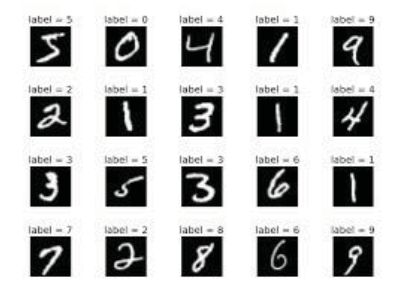 label = 5 label = 0 label = 4 label = 1 label = 9
5 0 4 1 9
label = 2 label = 1 label = 3 label = 1 label = 4
2 1 3 1 4
label = 3 label = 5 label = 3 label = 6 label = 1
3 5 3 6 1
label = 7 label = 2 label = 8 label = 6 label = 9
7 2 8 6 9